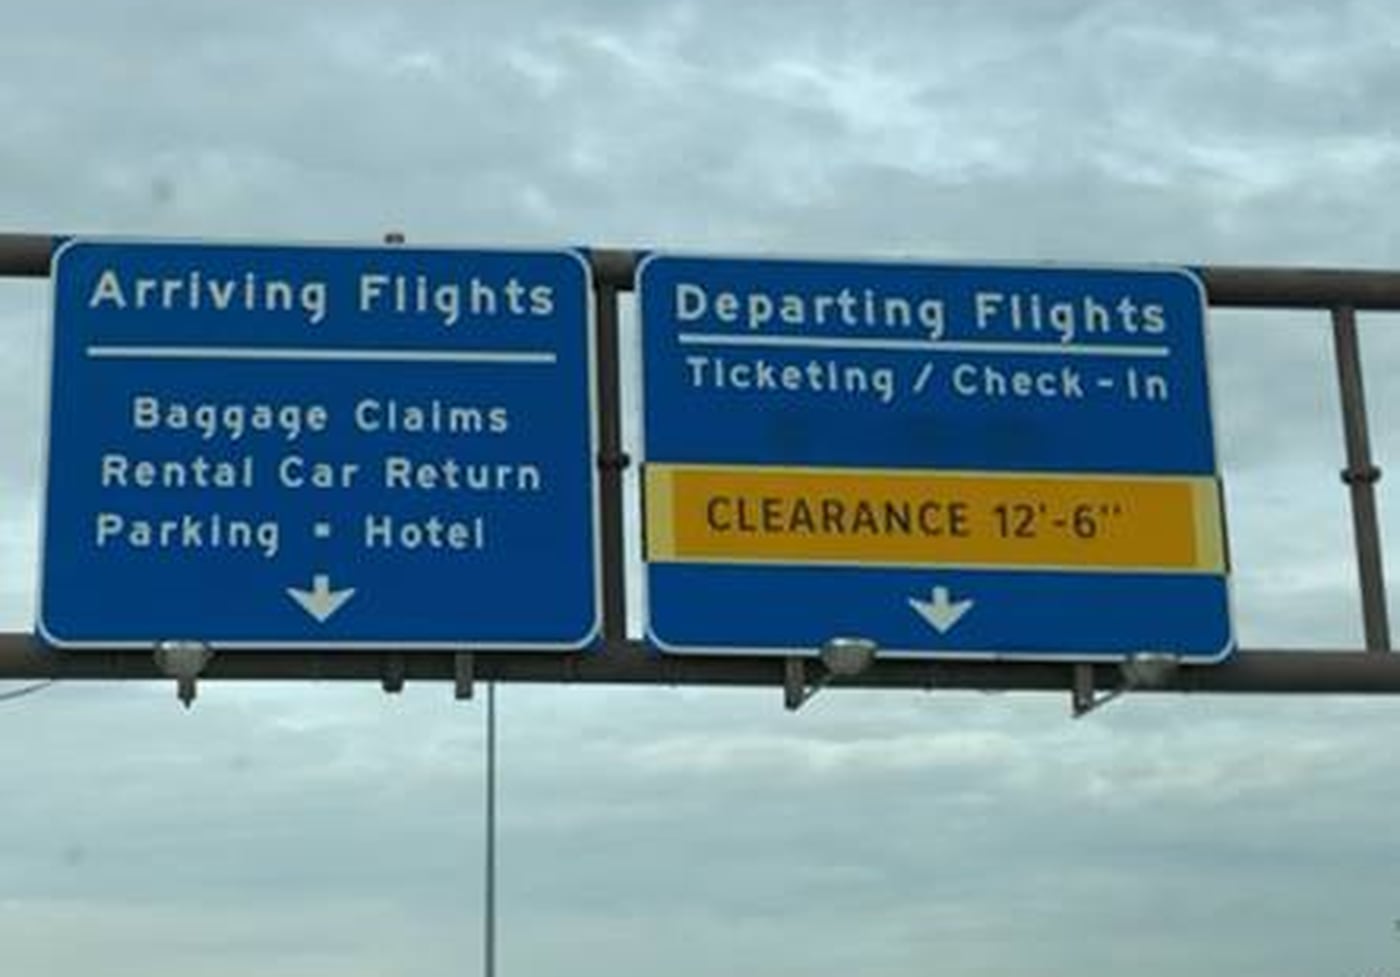 Arriving Flights
Baggage Claims
Rental Car Return
Parking ▪ Hotel
Departing Flights
Ticketing / Check-In
CLEARANCE 12'-6"